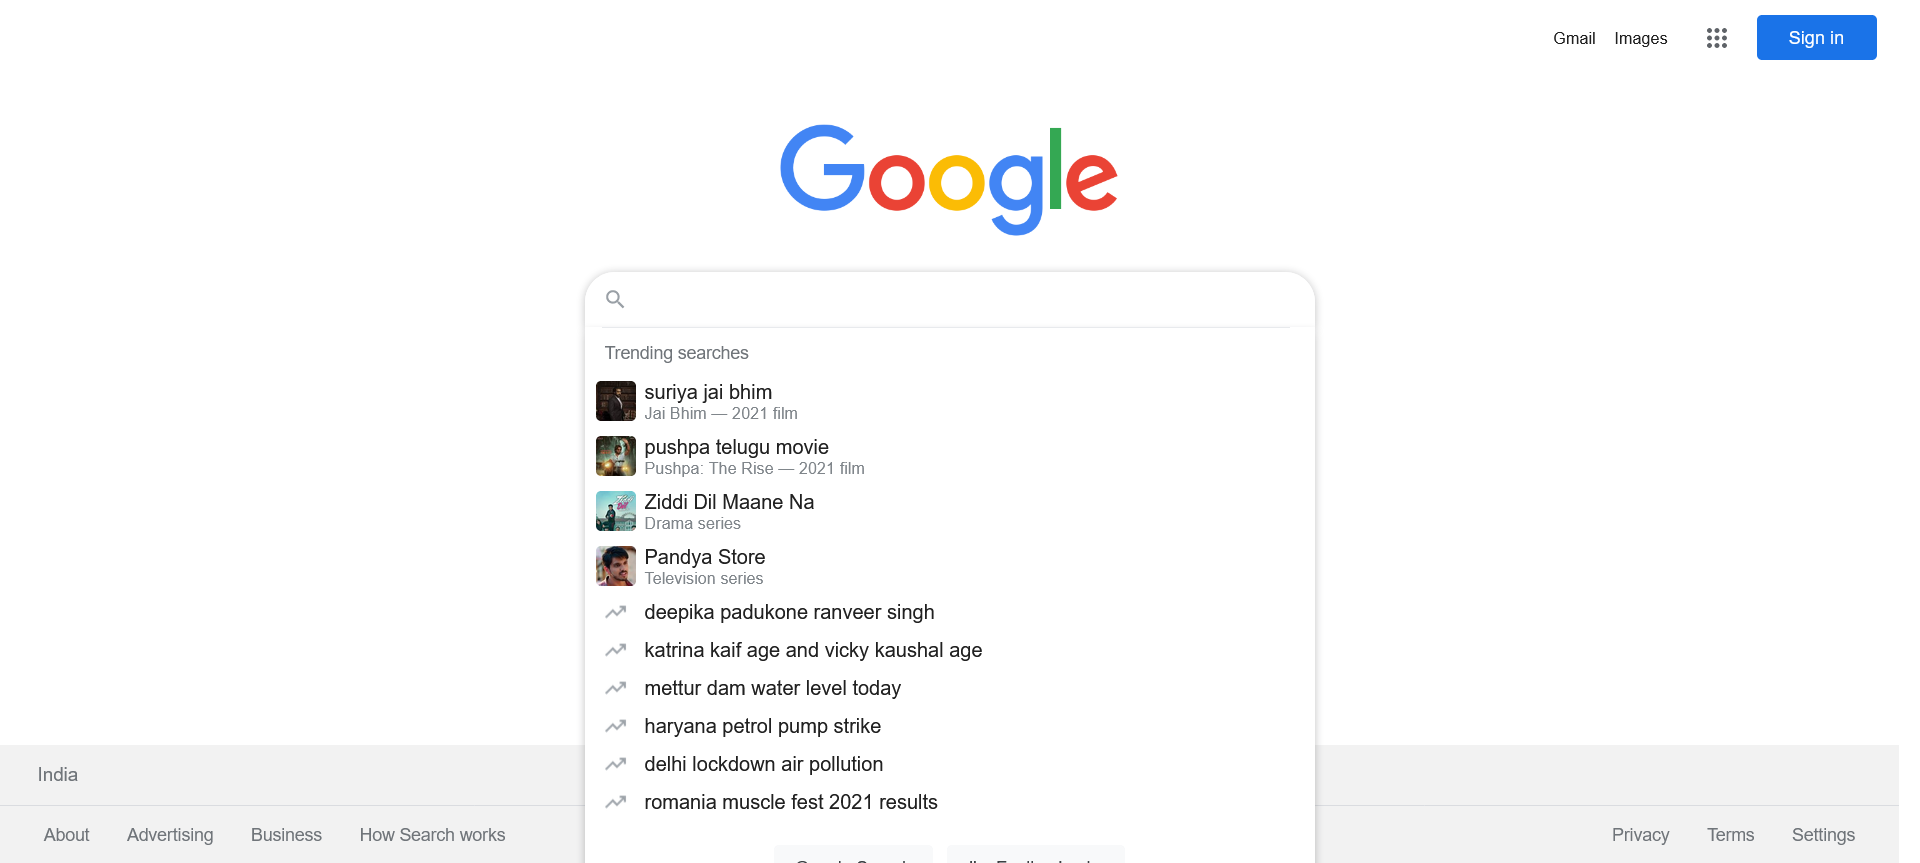 Gmail Images Sign in
Google
Trending searches
suriya jai bhim
Jai Bhim — 2021 film
pushpa telugu movie
Pushpa: The Rise — 2021 film
Ziddi Dil Maane Na
Drama series
Pandya Store
Television series
deepika padukone ranveer singh
katrina kaif age and vicky kaushal age
mettur dam water level today
haryana petrol pump strike
delhi lockdown air pollution
romania muscle fest 2021 results
India
About Advertising Business How Search works Privacy Terms Settings